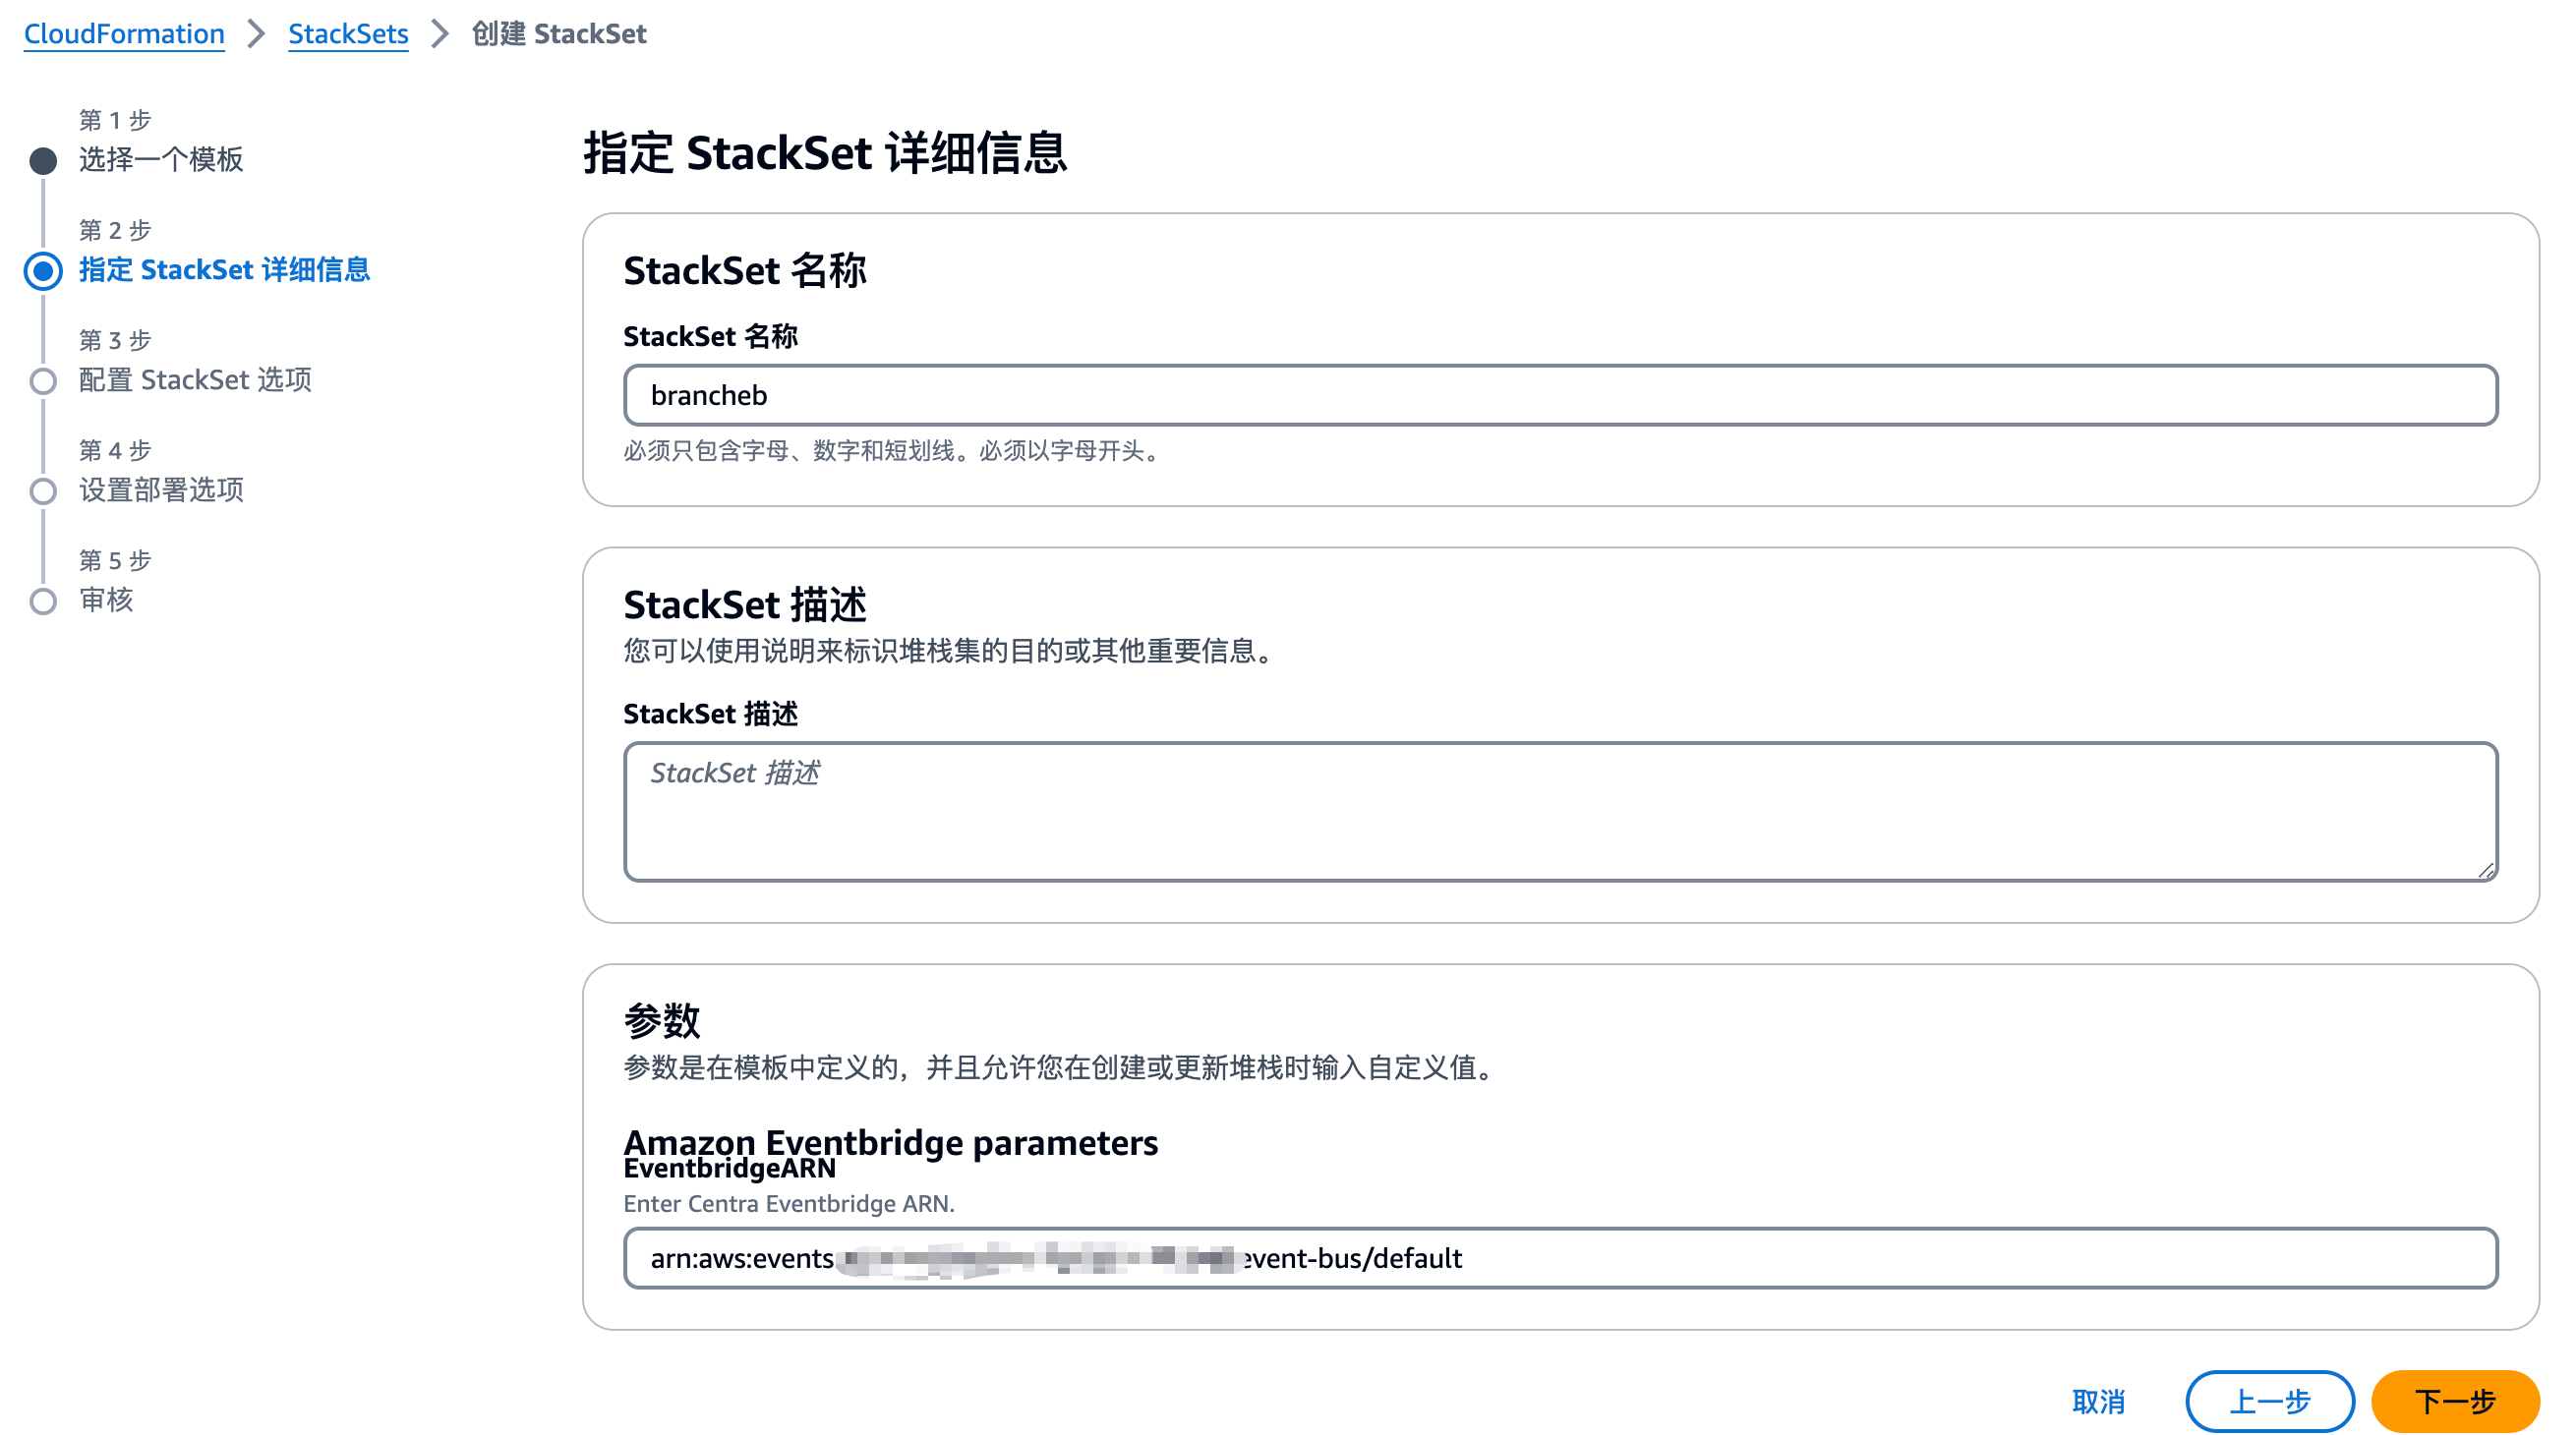 CloudFormation > StackSets > 创建 StackSet
第 1 步
选择一个模板
第 2 步
指定 StackSet 详细信息
第 3 步
配置 StackSet 选项
第 4 步
设置部署选项
第 5 步
审核
指定 StackSet 详细信息
StackSet 名称
StackSet 名称
brancheb
必须只包含字母、数字和短划线。必须以字母开头。
StackSet 描述
您可以使用说明来标识堆栈集的目的或其他重要信息。
StackSet 描述
StackSet 描述
参数
参数是在模板中定义的，并且允许您在创建或更新堆栈时输入自定义值。
Amazon Eventbridge parameters
EventbridgeARN
Enter Centra Eventbridge ARN.
arn:aws:events event-bus/default
取消
上一步
下一步